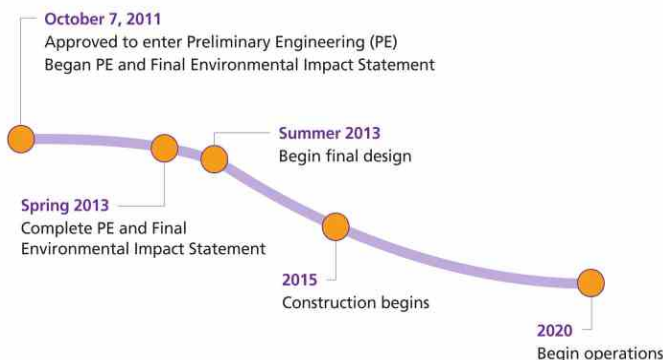 October 7, 2011
Approved to enter Preliminary Engineering (PE)
Began PE and Final Environmental Impact Statement
Summer 2013
Begin final design
Spring 2013
Complete PE and Final
Environmental Impact Statement
2015
Construction begins
2020
Begin operations